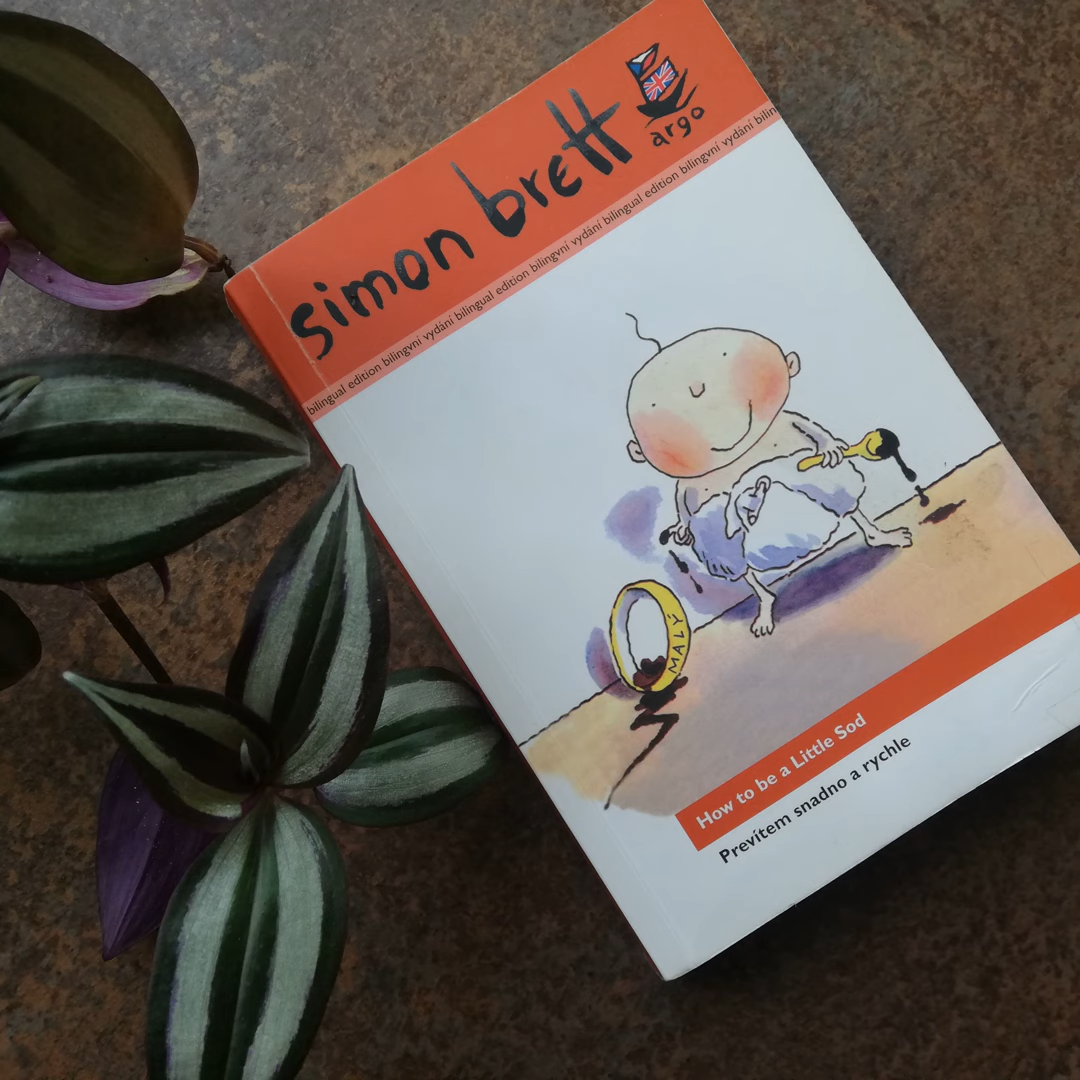 simon brett
argo
bilingual edition bilingvní vydání bilingual edition bilingvní vydání bilingual edition bilingvní vydání bilin
MALÝ
How to be a Little Sod
Prevítem snadno a rychle